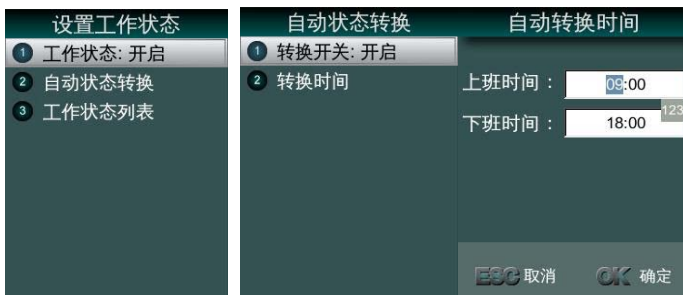 设置工作状态
1 工作状态: 开启
2 自动状态转换
3 工作状态列表
自动状态转换
1 转换开关: 开启
2 转换时间
自动转换时间
上班时间： 09:00
123
下班时间： 18:00
ESC 取消 OK 确定